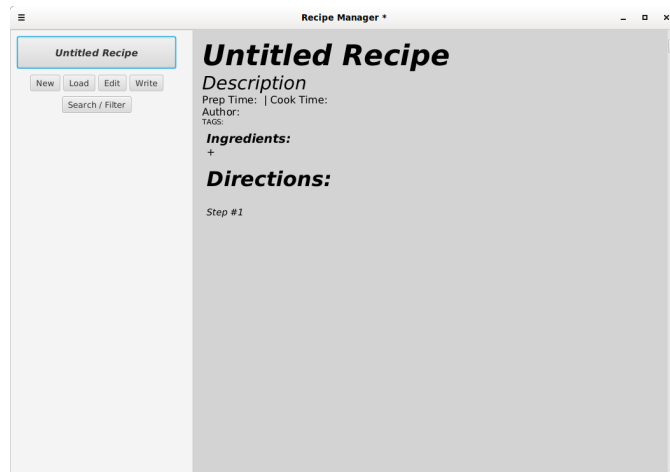 Recipe Manager *
Untitled Recipe
New Load Edit Write
Search / Filter
Untitled Recipe
Description
Prep Time: | Cook Time:
Author:
TAGS:
Ingredients:
+
Directions:
Step #1